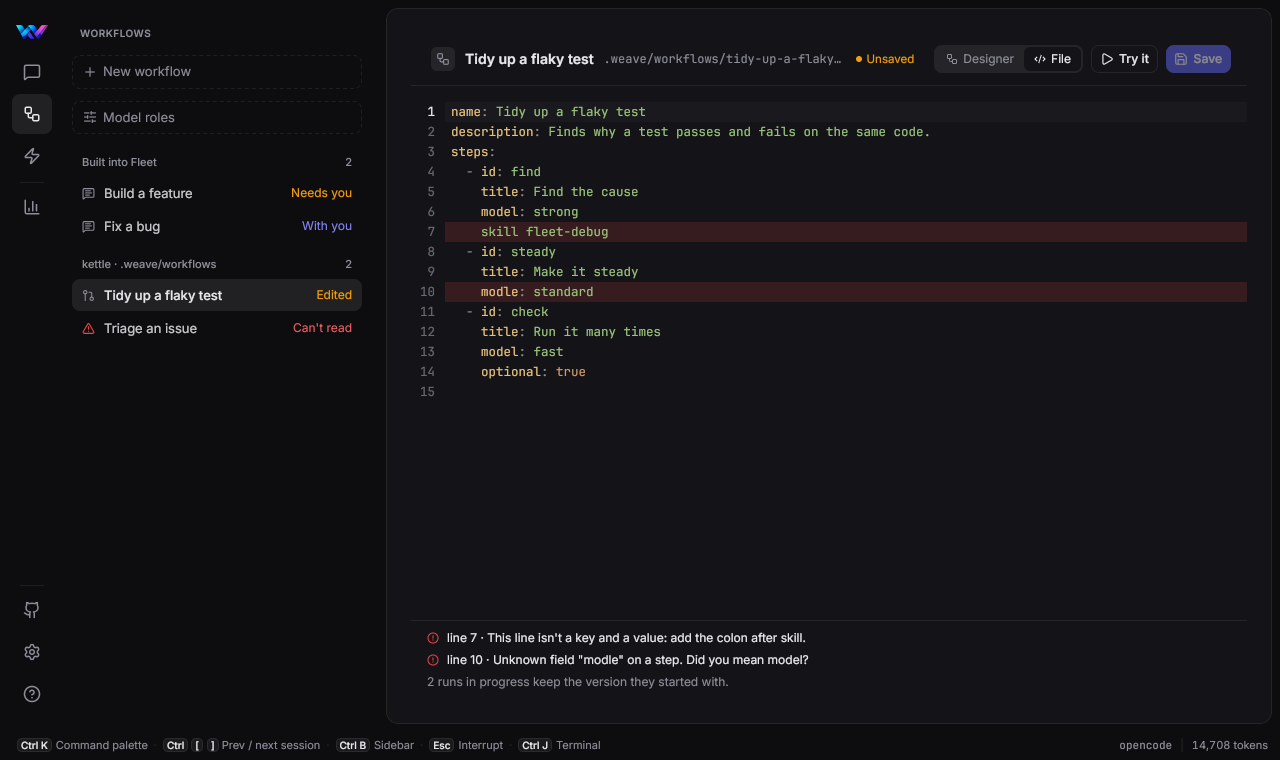 WORKFLOWS
New workflow
Model roles
Built into Fleet 2
Build a feature Needs you
Fix a bug With you
kettle · .weave/workflows 2
Tidy up a flaky test Edited
Triage an issue Can't read
Tidy up a flaky test .weave/workflows/tidy-up-a-flaky… Unsaved Designer File Try it Save
1 name: Tidy up a flaky test
2 description: Finds why a test passes and fails on the same code.
3 steps:
4 - id: find
5 title: Find the cause
6 model: strong
7 skill fleet-debug
8 - id: steady
9 title: Make it steady
10 modle: standard
11 - id: check
12 title: Run it many times
13 model: fast
14 optional: true
15
line 7 · This line isn't a key and a value: add the colon after skill.
line 10 · Unknown field "modle" on a step. Did you mean model?
2 runs in progress keep the version they started with.
Ctrl K Command palette · Ctrl [ ] Prev / next session · Ctrl B Sidebar · Esc Interrupt · Ctrl J Terminal opencode 14,708 tokens